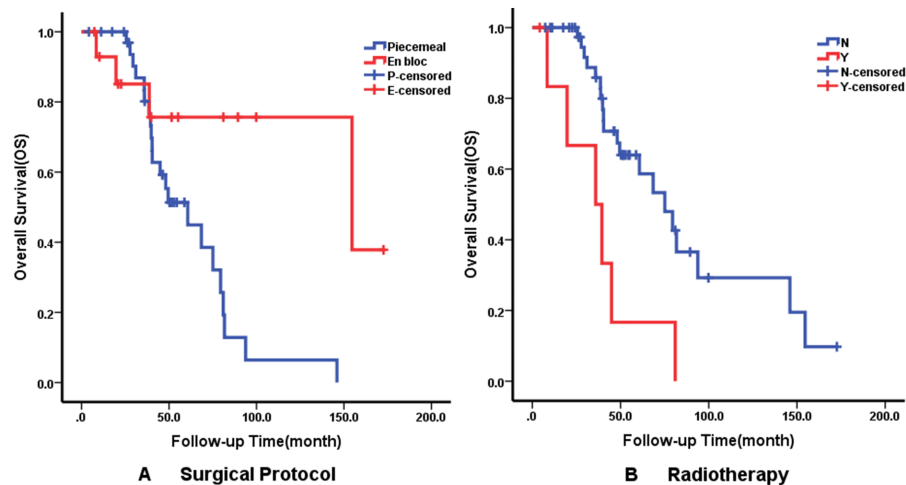 1.0
0.8
0.6
0.4
0.2
0.0
Overall Survival(OS)
Piecemeal
En bloc
P-censored
E-censored
.0 50.0 100.0 150.0 200.0
Follow-up Time(month)
A Surgical Protocol
1.0
0.8
0.6
0.4
0.2
0.0
Overall Survival(OS)
N
Y
N-censored
Y-censored
.0 50.0 100.0 150.0 200.0
Follow-up Time(month)
B Radiotherapy